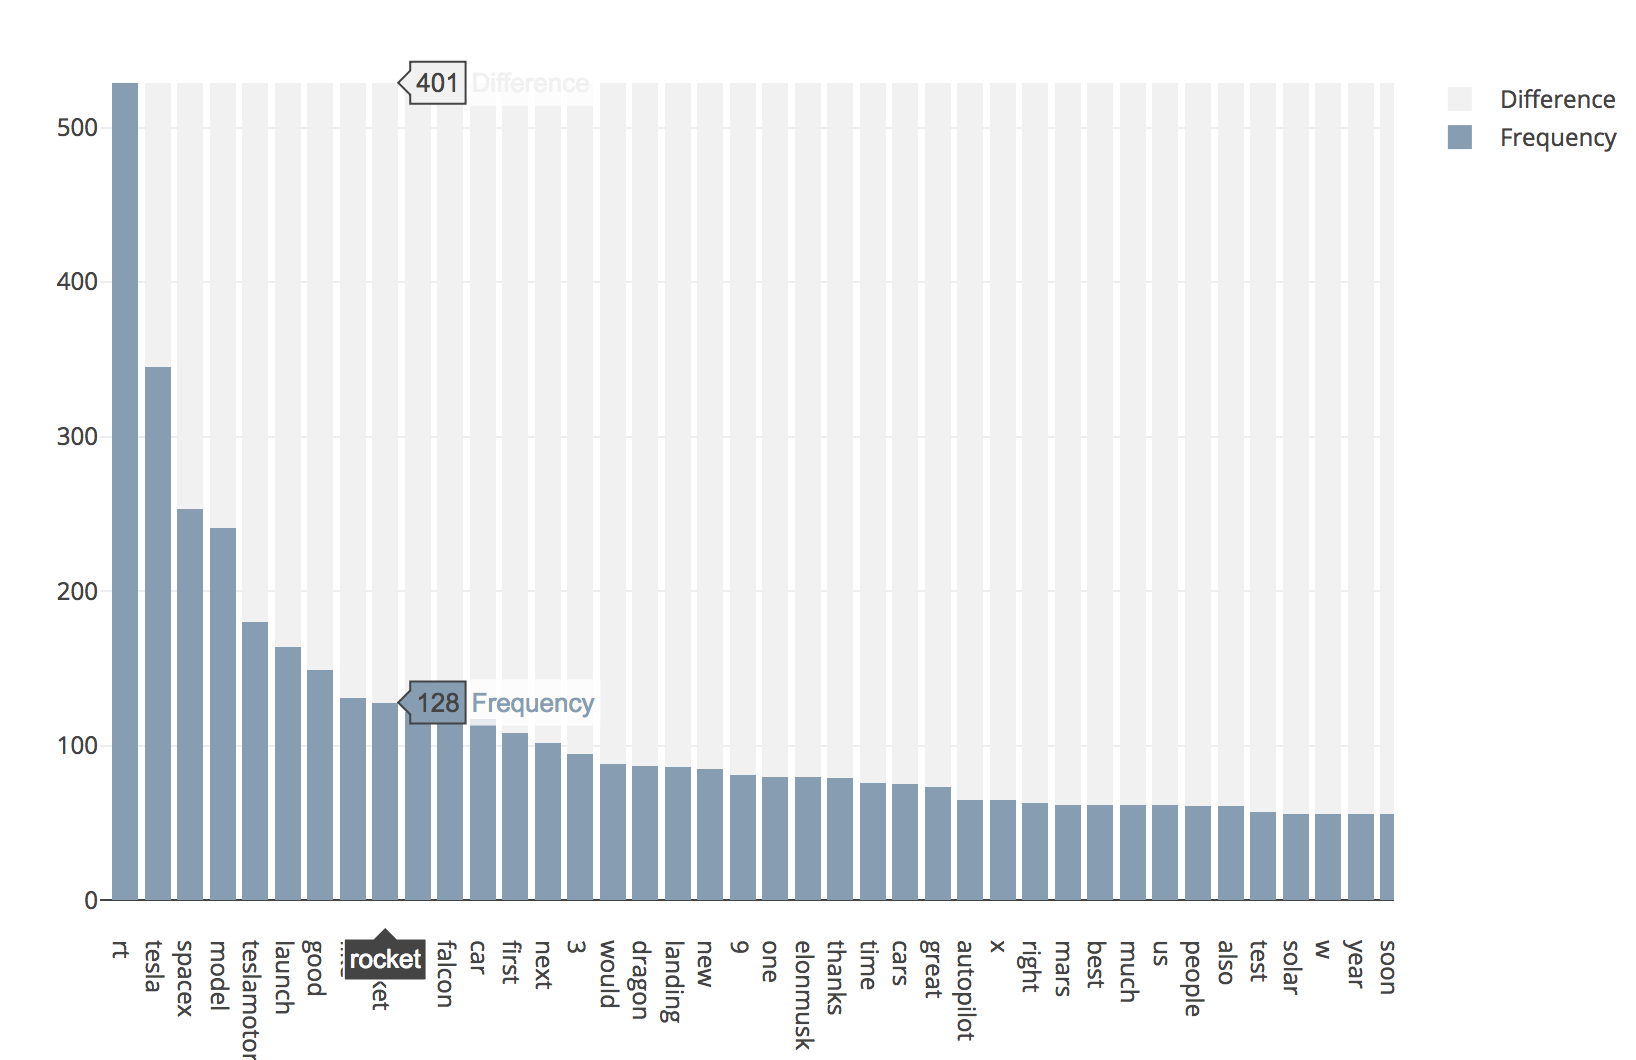 401 Difference
Difference
Frequency
500
400
300
200
128 Frequency
100
0
rt
tesla
spacex
model
teslamotor
launch
good
rocket
falcon
car
first
next
3
would
dragon
landing
new
9
one
elonmusk
thanks
time
cars
great
autopilot
x
right
mars
best
much
us
people
also
test
solar
w
year
soon